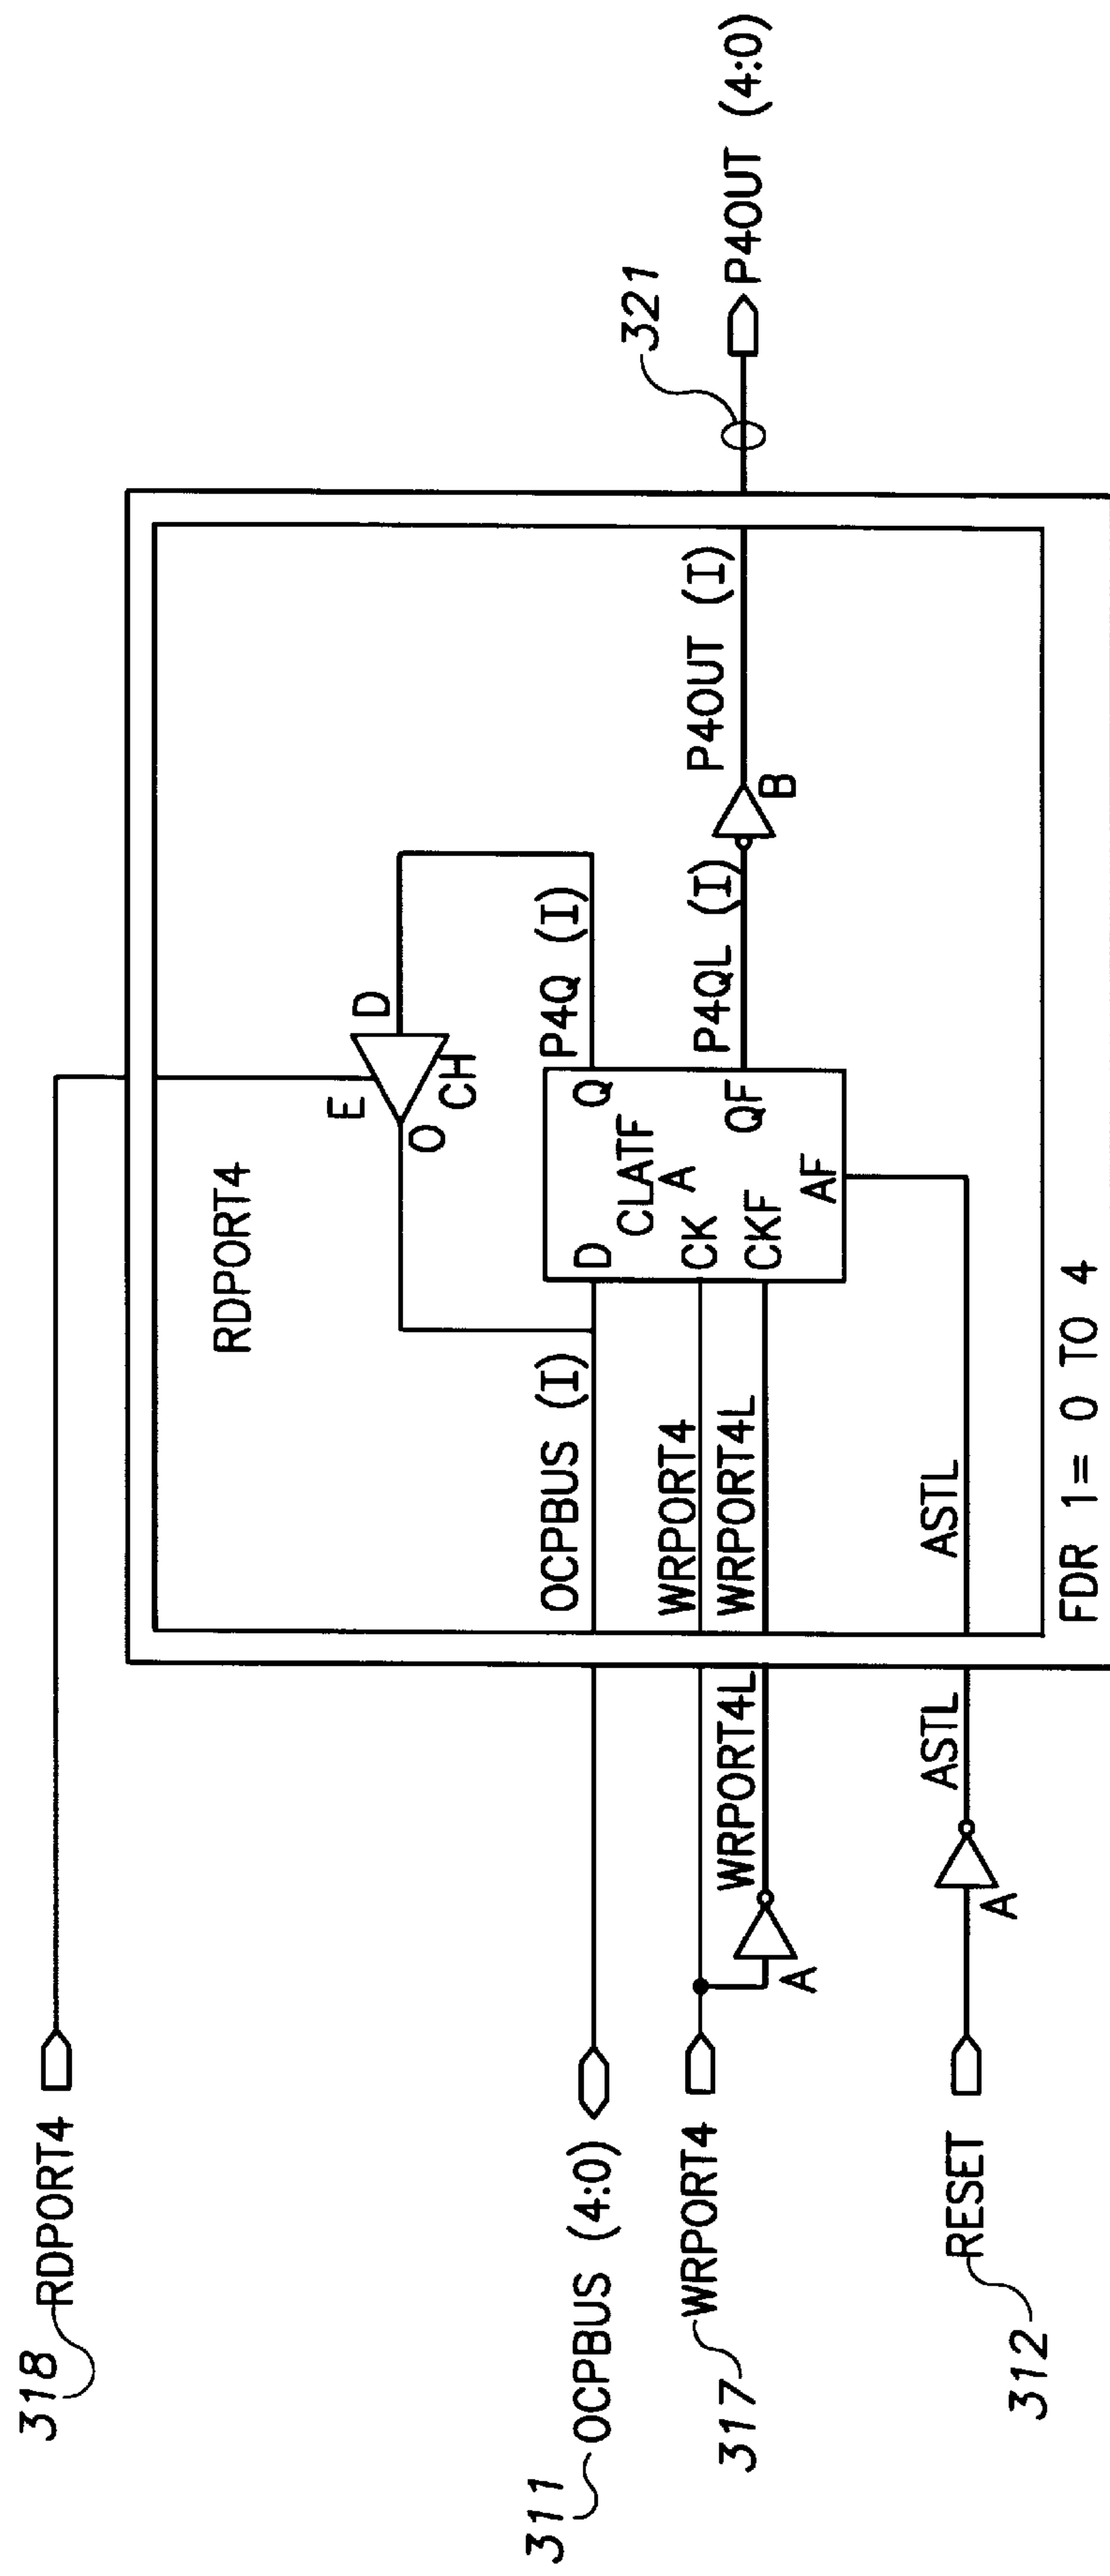 318 RDPORT4
RDPORT4
E
D
O
CH
311 OCPBUS (4:0)
OCPBUS (I)
D
Q
P4Q (I)
CLATF
A
317 WRPORT4
WRPORT4
CK
WRPORT4L
WRPORT4L
CKF
QF
P4QL (I)
P4OUT (I)
321
P4OUT (4:0)
A
B
AF
312 RESET
A
ASTL
ASTL
FDR 1= 0 TO 4